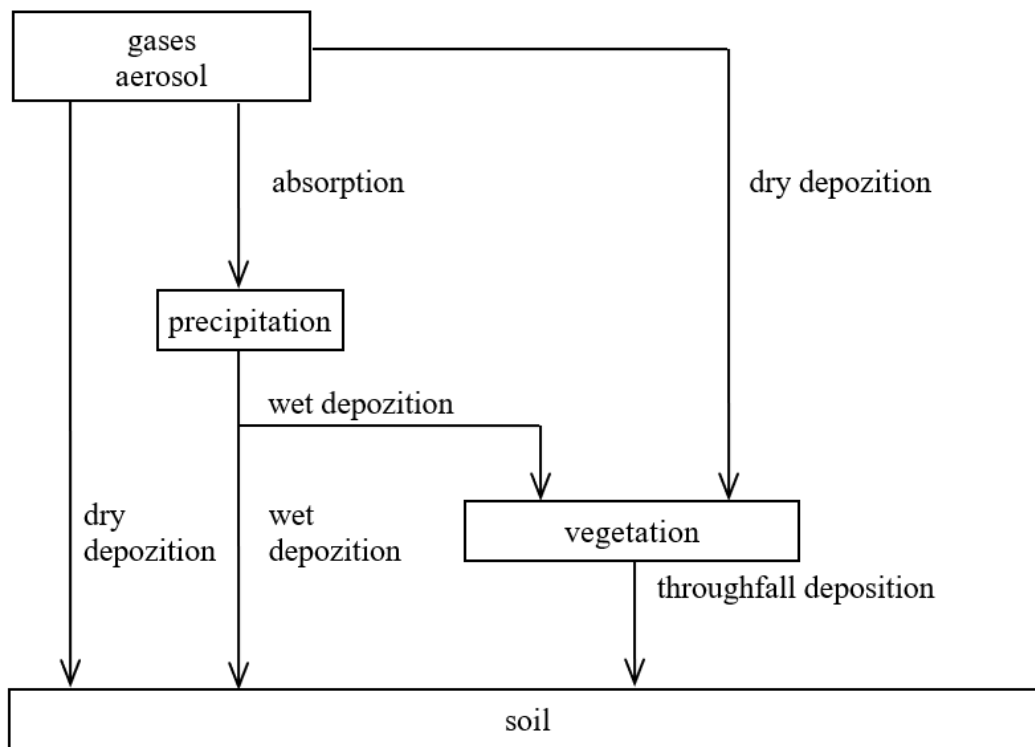 gases
aerosol
absorption
dry depozition
precipitation
wet depozition
dry
depozition
wet
depozition
vegetation
throughfall deposition
soil